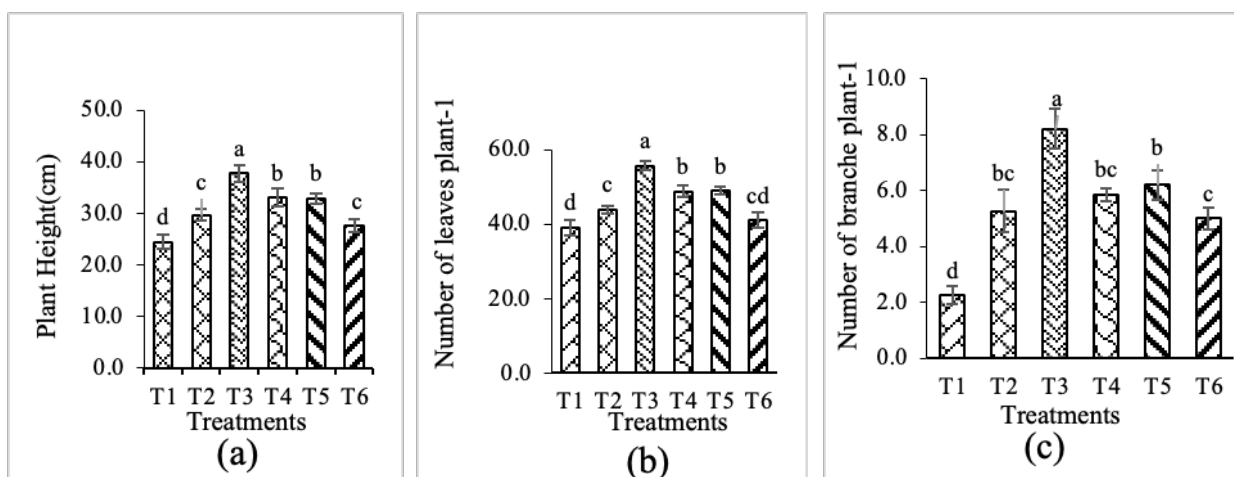 Plant Height(cm)
50.0
40.0
30.0
20.0
10.0
0.0
d
c
a
b
b
c
T1 T2 T3 T4 T5 T6
Treatments
(a)
Number of leaves plant-1
60.0
40.0
20.0
0.0
d
c
a
b
b
cd
T1 T2 T3 T4 T5 T6
Treatments
(b)
Number of branche plant-1
10.0
8.0
6.0
4.0
2.0
0.0
d
bc
a
bc
b
c
T1 T2 T3 T4 T5 T6
Treatments
(c)